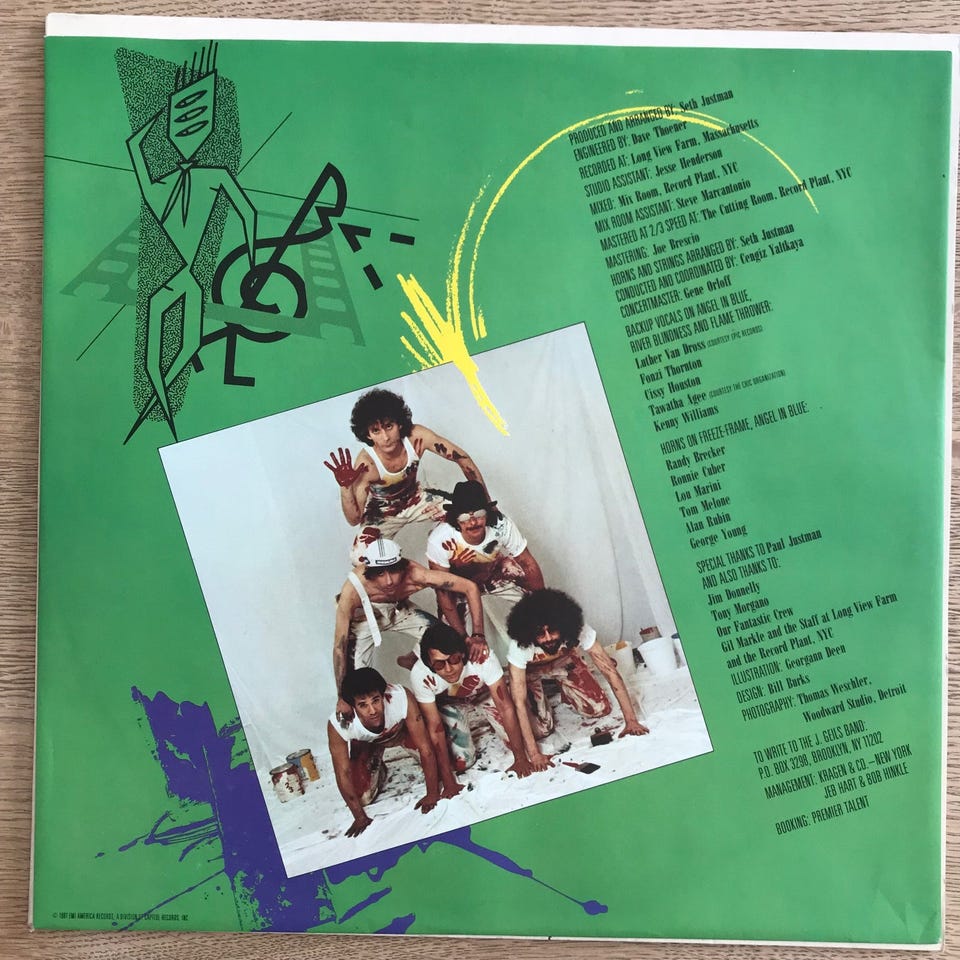 PRODUCED AND ARRANGED BY: Seth Justman
ENGINEERED BY: Dave Thoener
RECORDED AT: Long View Farm, Massachusetts
STUDIO ASSISTANT: Jesse Henderson
MIXED: Mix Room, Record Plant, NYC
MIX ROOM ASSISTANT: Steve Marcantonio
MASTERED AT 2/3 SPEED AT: The Cutting Room, Record Plant, NYC
MASTERING: Joe Brescio
HORNS AND STRINGS ARRANGED BY: Seth Justman
CONDUCTED AND COORDINATED BY: Cengiz Yaltkaya
CONCERTMASTER: Gene Orloff
BACKUP VOCALS ON ANGEL IN BLUE,
RIVER BLINDNESS AND FLAME THROWER:
Luther Van Dross (COURTESY EPIC RECORDS)
Fonzi Thornton
Cissy Houston
Tawatha Agee (COURTESY THE CHIC ORGANIZATION)
Kenny Williams
HORNS ON FREEZE-FRAME, ANGEL IN BLUE:
Randy Brecker
Ronnie Cuber
Lou Marini
Tom Melone
Alan Rubin
George Young
SPECIAL THANKS TO Paul Justman
AND ALSO THANKS TO:
Jim Donnelly
Tony Morgano
Our Fantastic Crew
Gil Markle and the Staff at Long View Farm
and the Record Plant, NYC
ILLUSTRATION: Georgann Deen
DESIGN: Bill Burks
PHOTOGRAPHY: Thomas Weschler,
Woodward Studio, Detroit
TO WRITE TO THE J. GEILS BAND:
P.O. BOX 3298, BROOKLYN, NY 11202
MANAGEMENT: KRAGEN & CO.—NEW YORK
JEB HART & BOB HINKLE
BOOKING: PREMIER TALENT
© 1981 EMI AMERICA RECORDS, A DIVISION OF CAPITOL RECORDS, INC